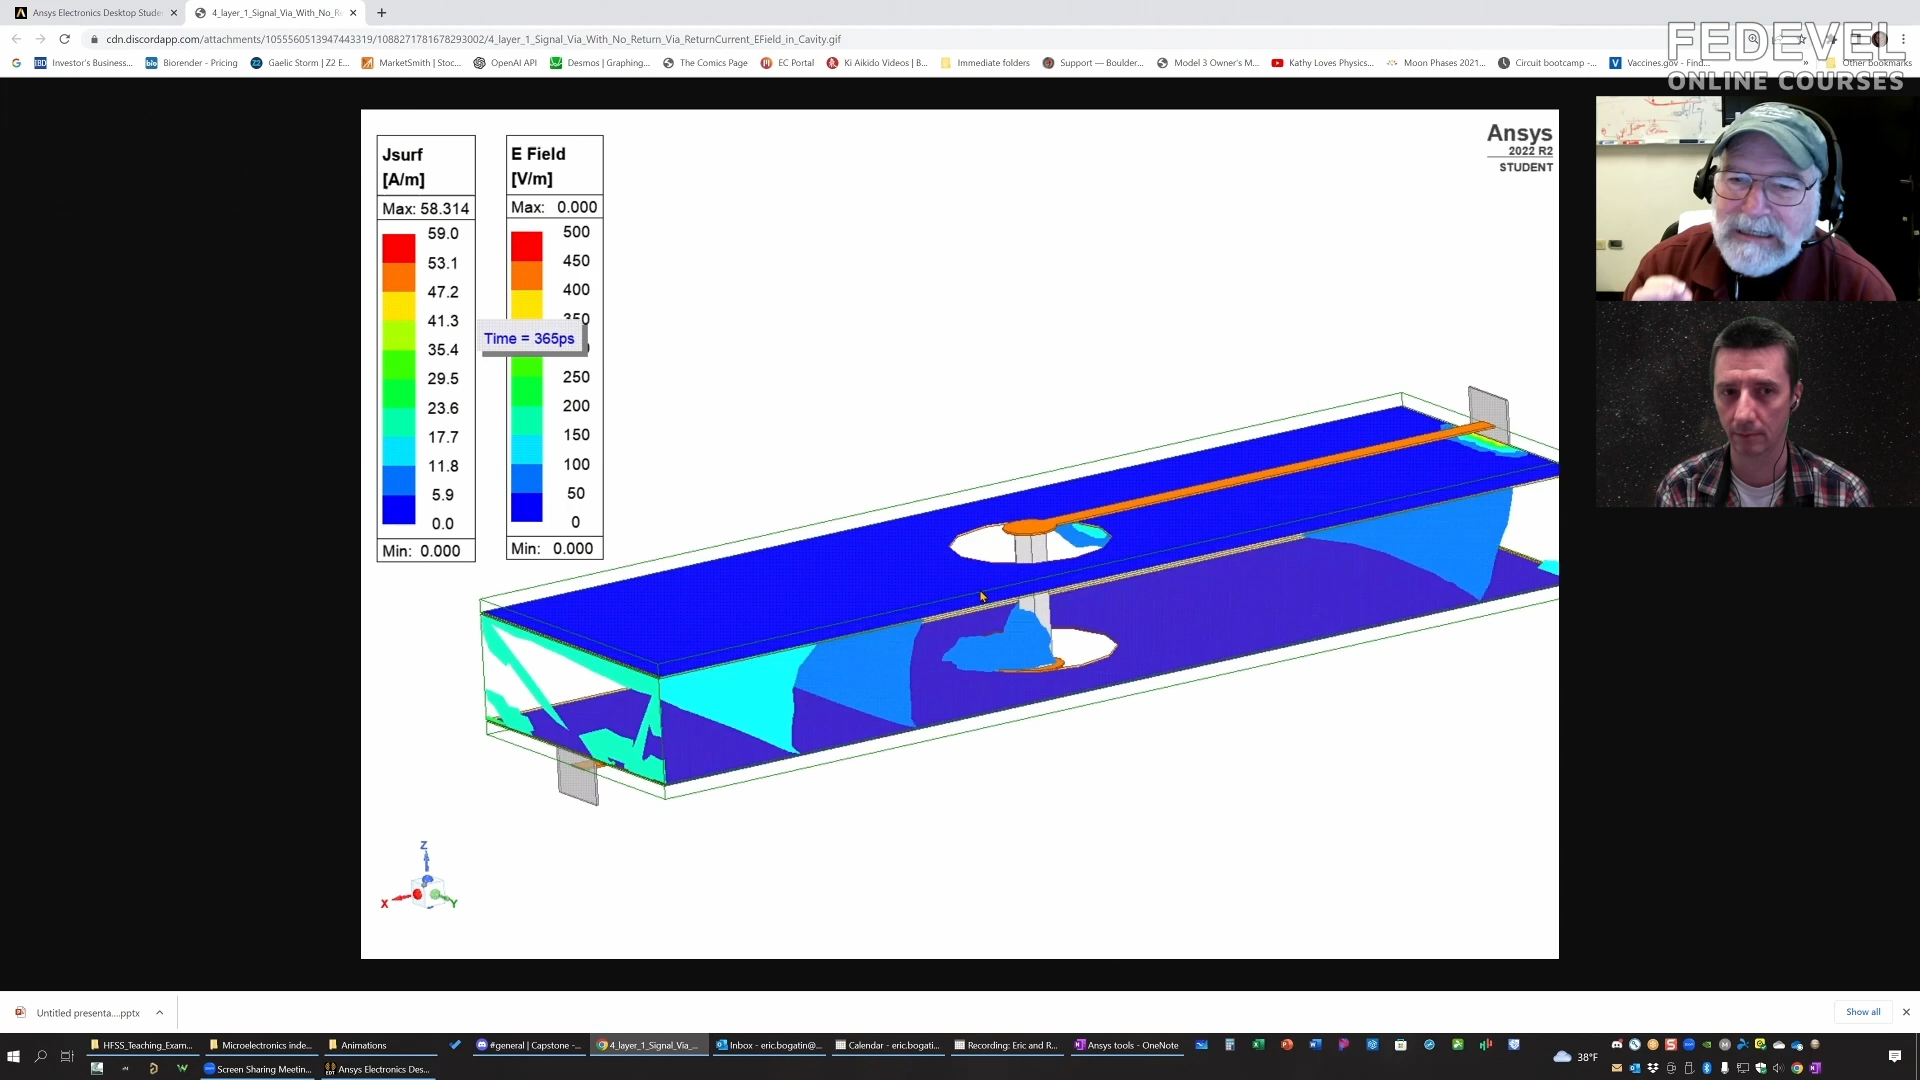 Ansys Electronics Desktop Stude
4_layer_1_Signal_Via_With_No_Re
cdn.discordapp.com/attachments/1055560513947443319/1088271781678293002/4_layer_1_Signal_Via_With_No_Return_Via_ReturnCurrent_EField_in_Cavity.gif
FEDEVEL
ONLINE COURSES
G
IBD Investor's Business...
bio Biorender - Pricing
Gaelic Storm | Z2 E...
MarketSmith | Stoc...
OpenAI API
Desmos | Graphing...
The Comics Page
EC Portal
Ki Aikido Videos | B...
Immediate folders
Support — Boulder...
Model 3 Owner's M...
Kathy Loves Physics...
Moon Phases 2021...
Circuit bootcamp -...
V Vaccines.gov - Find...
»
Other bookmarks
Jsurf
[A/m]
Max: 58.314
59.0
53.1
47.2
41.3
35.4
29.5
23.6
17.7
11.8
5.9
0.0
Min: 0.000
E Field
[V/m]
Max: 0.000
500
450
400
350
250
200
150
100
50
0
Min: 0.000
Time = 365ps
Ansys
2022 R2
STUDENT
Z
X
Y
Untitled presenta....pptx
Show all
HFSS_Teaching_Exam...
Microelectronics inde...
Animations
#general | Capstone -...
4_layer_1_Signal_Via_...
Inbox - eric.bogatin@...
Calendar - eric.bogati...
Recording: Eric and R...
Ansys tools - OneNote
38°F
Screen Sharing Meetin...
Ansys Electronics Des...